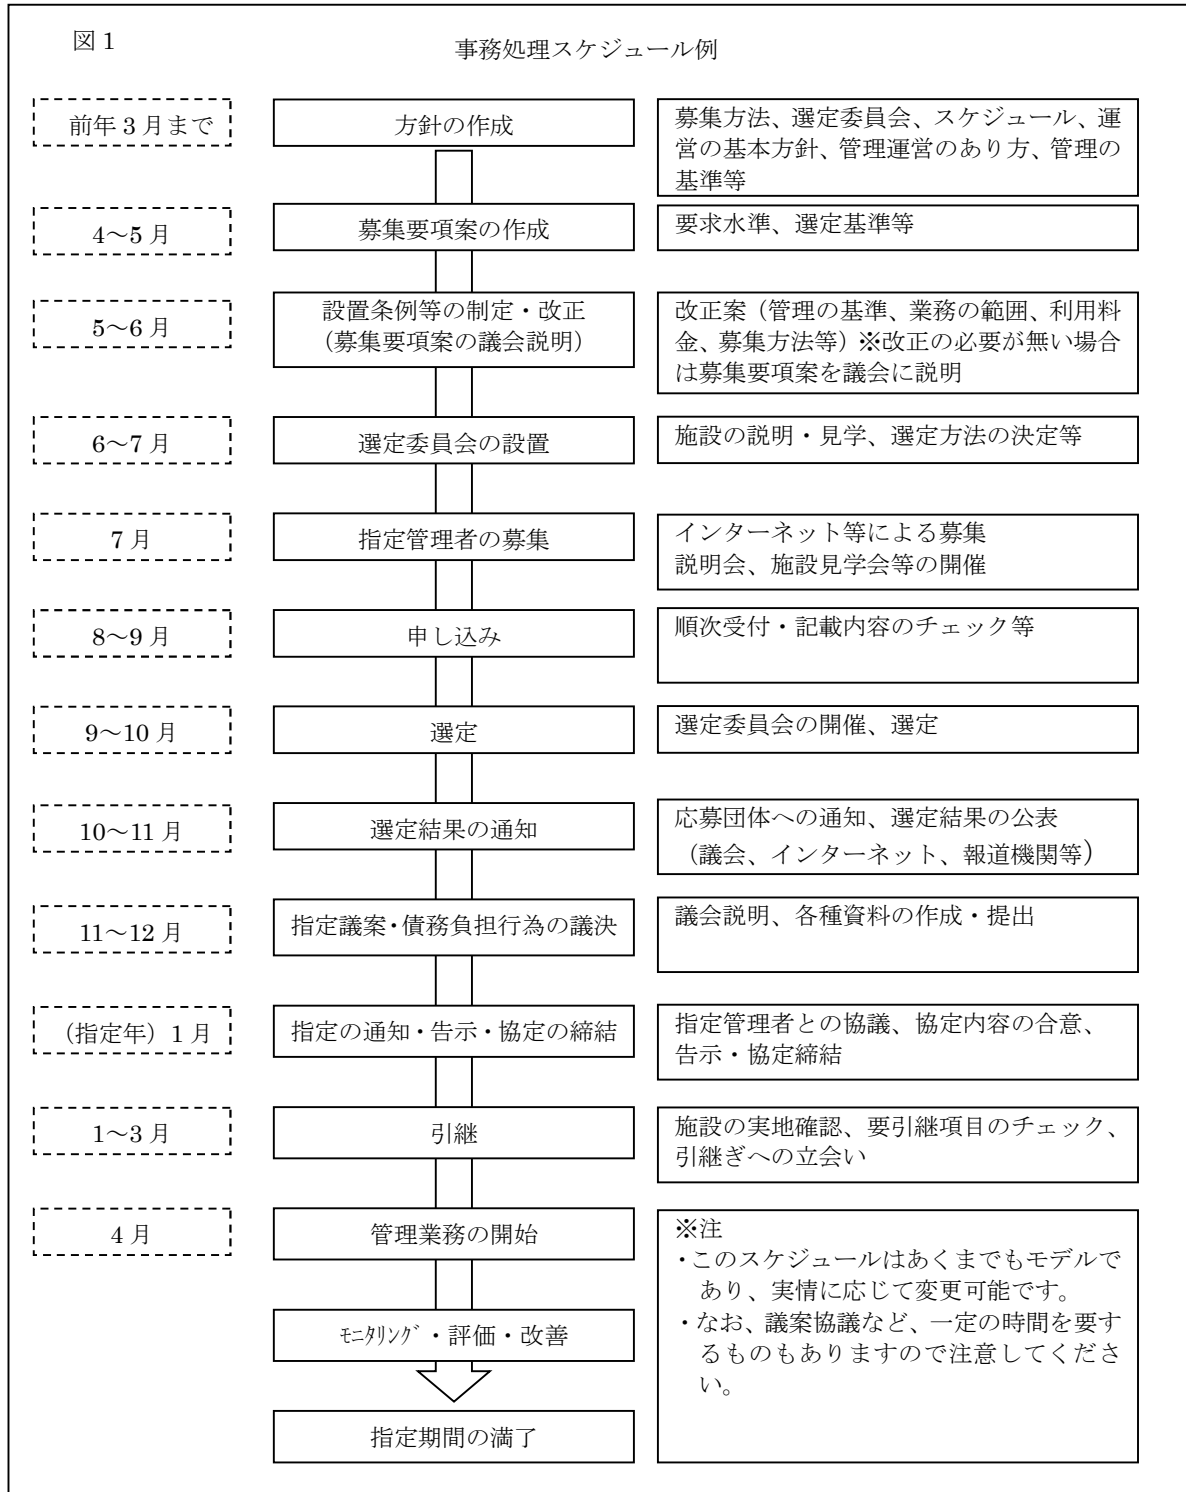 図1
事務処理スケジュール例
前年3月まで
方針の作成
募集方法、選定委員会、スケジュール、運
営の基本方針、管理運営のあり方、管理の
基準等
4～5月
募集要項案の作成
要求水準、選定基準等
5～6月
設置条例等の制定・改正
(募集要項案の議会説明)
改正案（管理の基準、業務の範囲、利用料
金、募集方法等）※改正の必要が無い場合
は募集要項案を議会に説明
6～7月
選定委員会の設置
施設の説明・見学、選定方法の決定等
7月
指定管理者の募集
インターネット等による募集
説明会、施設見学会等の開催
8～9月
申し込み
順次受付・記載内容のチェック等
9～10月
選定
選定委員会の開催、選定
10～11月
選定結果の通知
応募団体への通知、選定結果の公表
（議会、インターネット、報道機関等）
11～12月
指定議案・債務負担行為の議決
議会説明、各種資料の作成・提出
（指定年）1月
指定の通知・告示・協定の締結
指定管理者との協議、協定内容の合意、
告示・協定締結
1～3月
引継
施設の実地確認、要引継項目のチェック、
引継ぎへの立会い
4月
管理業務の開始
※注
・このスケジュールはあくまでもモデルで
あり、実情に応じて変更可能です。
・なお、議案協議など、一定の時間を要す
るものもありますので注意してくださ
い。
ﾓﾆﾀﾘﾝｸﾞ・評価・改善
指定期間の満了